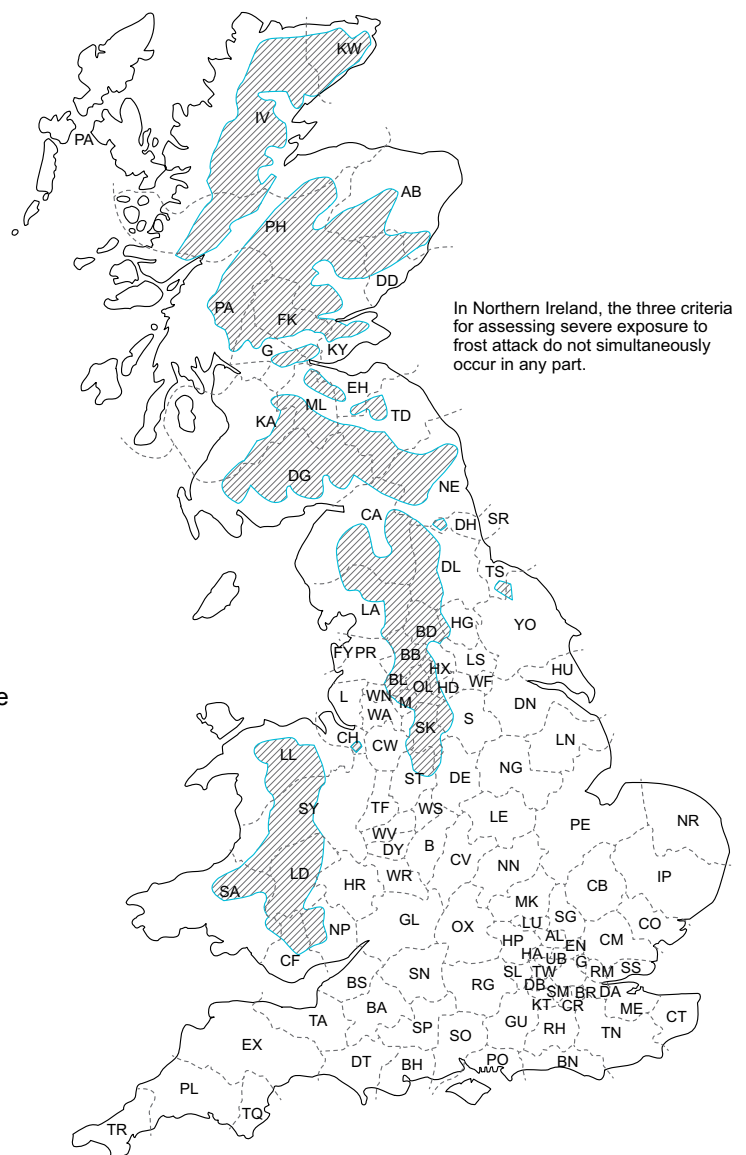 KW
PA
IV
AB
PH
DD
PA
FK
In Northern Ireland, the three criteria
for assessing severe exposure to
frost attack do not simultaneously
occur in any part.
G
KY
EH
ML
TD
KA
DG
NE
CA
DH
SR
DL
TS
LA
HG
YO
BD
FY
PR
BB
LS
HX
HU
BL
OL
HD
WF
L
WN
M
DN
WA
S
SK
CH
CW
LN
LL
ST
DE
NG
SY
TF
WS
LE
PE
NR
WV
DY
B
CV
NN
LD
WR
HR
IP
SA
CB
MK
NP
GL
OX
LU
SG
CO
HP
AL
EN
CM
CF
HA
UB
G
SL
TW
RM
SS
BS
SN
RG
DB
SM
BR
DA
KT
CR
ME
CT
BA
TA
SP
SO
GU
RH
TN
EX
DT
BH
PO
BN
PL
TQ
TR
e